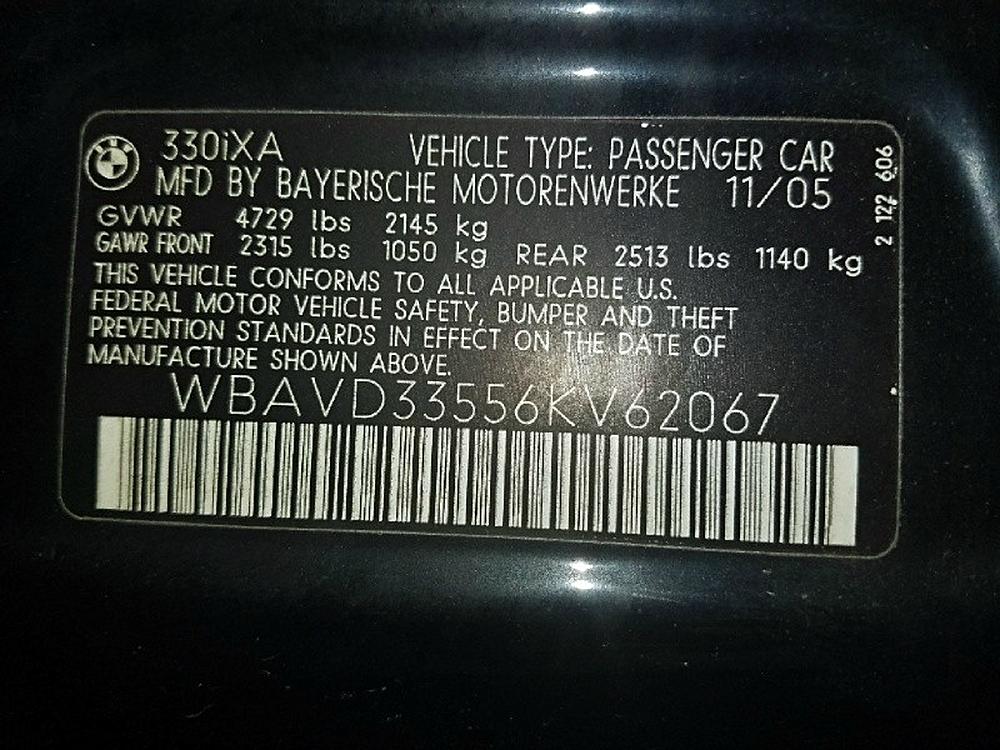 330iXA VEHICLE TYPE: PASSENGER CAR
MFD BY BAYERISCHE MOTORENWERKE 11/05
GVWR 4729 lbs 2145 kg
GAWR FRONT 2315 lbs 1050 kg REAR 2513 lbs 1140 kg
THIS VEHICLE CONFORMS TO ALL APPLICABLE U.S.
FEDERAL MOTOR VEHICLE SAFETY, BUMPER AND THEFT
PREVENTION STANDARDS IN EFFECT ON THE DATE OF
MANUFACTURE SHOWN ABOVE.
WBAVD33556KV62067
2 122 606